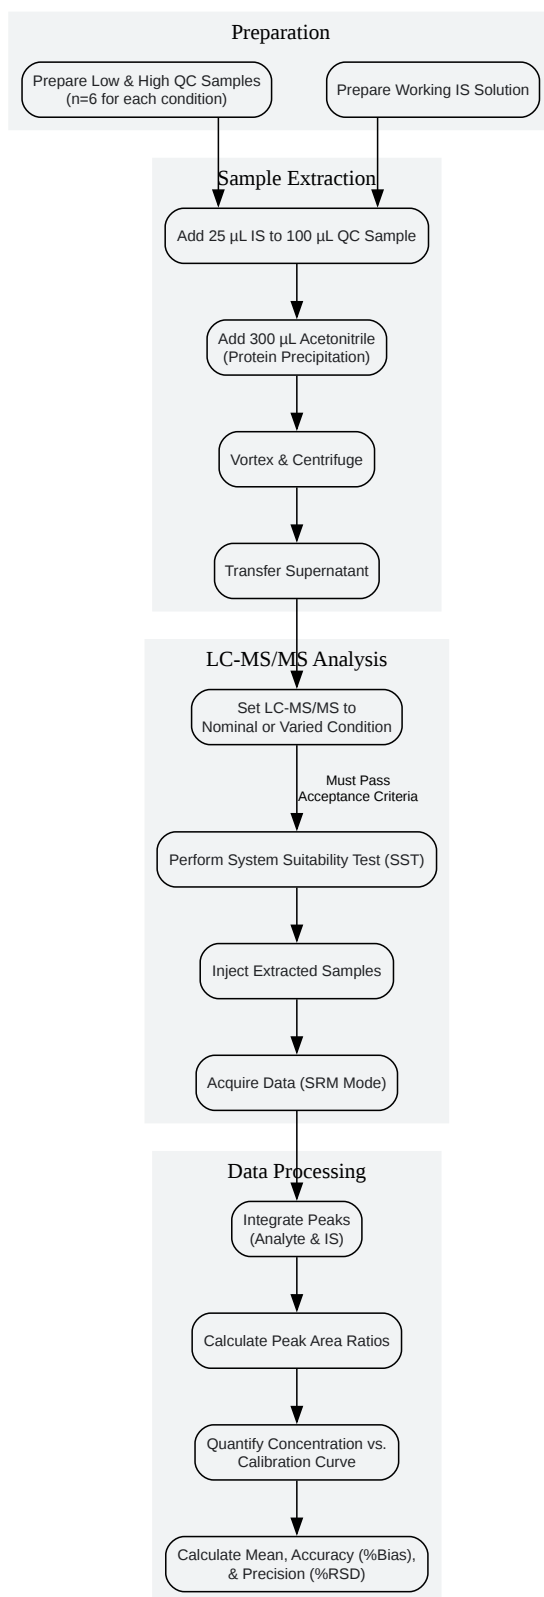 Preparation
Prepare Low & High QC Samples
(n=6 for each condition)
Prepare Working IS Solution
Sample Extraction
Add 25 µL IS to 100 µL QC Sample
Add 300 µL Acetonitrile
(Protein Precipitation)
Vortex & Centrifuge
Transfer Supernatant
LC-MS/MS Analysis
Set LC-MS/MS to
Nominal or Varied Condition
Must Pass
Acceptance Criteria
Perform System Suitability Test (SST)
Inject Extracted Samples
Acquire Data (SRM Mode)
Data Processing
Integrate Peaks
(Analyte & IS)
Calculate Peak Area Ratios
Quantify Concentration vs.
Calibration Curve
Calculate Mean, Accuracy (%Bias),
& Precision (%RSD)